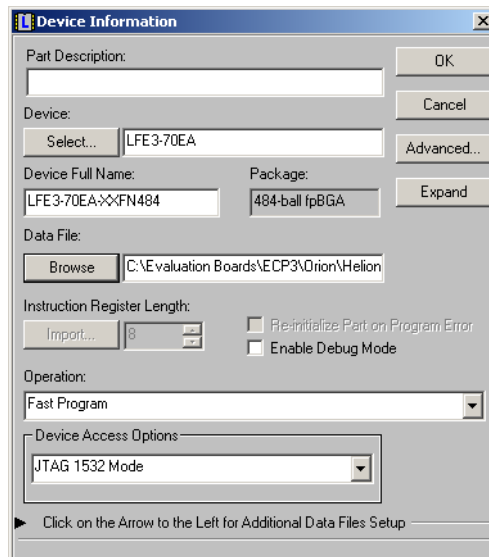 Device Information
Part Description:
OK
Cancel
Device:
Select...
LFE3-70EA
Advanced...
Device Full Name:
Package:
LFE3-70EA-XXFN484
484-ball fpBGA
Expand
Data File:
Browse
C:\Evaluation Boards\ECP3\Orion\Helion
Instruction Register Length:
Import...
8
Re-initialize Part on Program Error
Enable Debug Mode
Operation:
Fast Program
Device Access Options
JTAG 1532 Mode
Click on the Arrow to the Left for Additional Data Files Setup